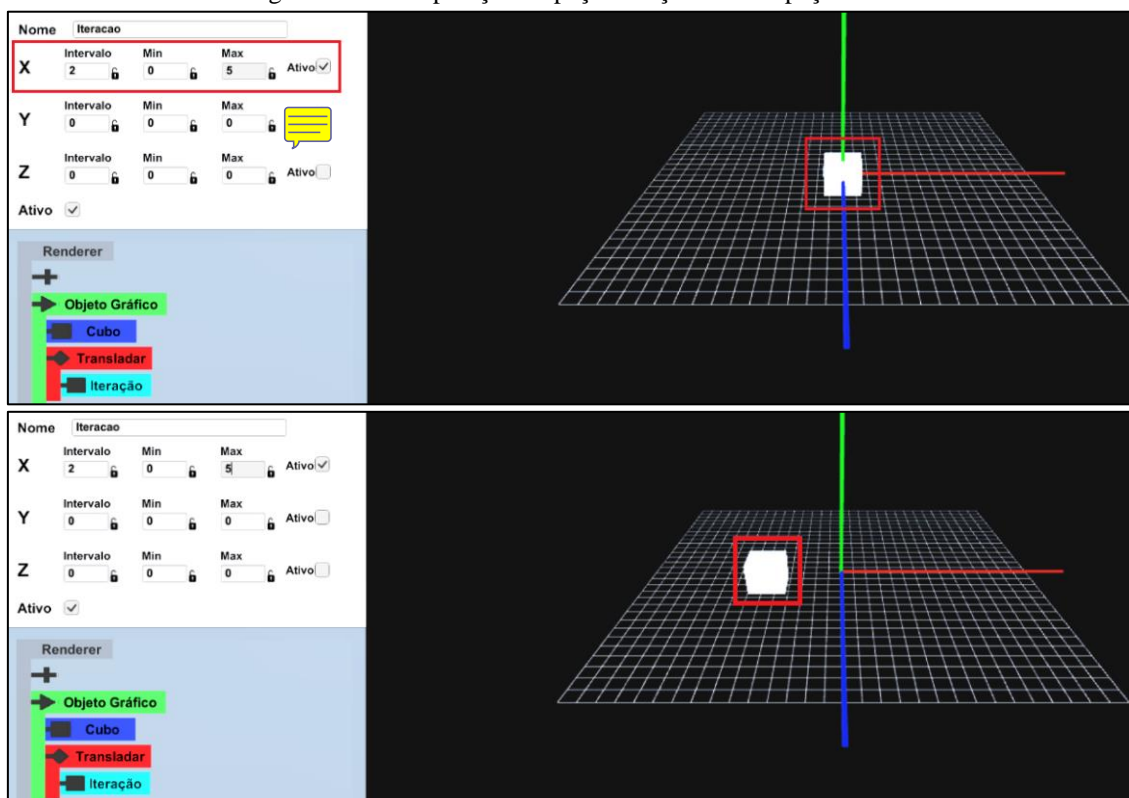 Nome Iteracao
Intervalo Min Max
X 2 0 5 Ativo
Intervalo Min Max
Y 0 0 0
Intervalo Min Max
Z 0 0 0 Ativo
Ativo
Renderer
Objeto Gráfico
Cubo
Transladar
Iteração
Nome Iteracao
Intervalo Min Max
X 2 0 5 Ativo
Intervalo Min Max
Y 0 0 0 Ativo
Intervalo Min Max
Z 0 0 0 Ativo
Ativo
Renderer
Objeto Gráfico
Cubo
Transladar
Iteração